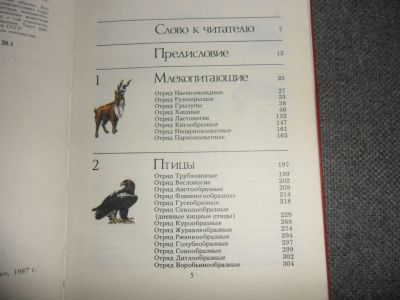 20.1
1987 г.
Слово к читателю 7
Предисловие 13
1 Млекопитающие 25
Отряд Насекомоядные 27
Отряд Рукокрылые 33
Отряд Грызуны 38
Отряд Хищные 56
Отряд Ластоногие 132
Отряд Китообразные 147
Отряд Непарнокопытные 161
Отряд Парнокопытные 165
2 Птицы 197
Отряд Трубконосые 199
Отряд Веслоногие 202
Отряд Аистообразные 208
Отряд Фламингообразные 214
Отряд Гусеобразные 218
Отряд Соколообразные
(дневные хищные птицы) 229
Отряд Курообразные 268
Отряд Журавлеобразные 274
Отряд Ржанкообразные
Отряд Голубеобразные 297
Отряд Совообразные 299
Отряд Дятлообразные 302
Отряд Воробьинообразные 304
5